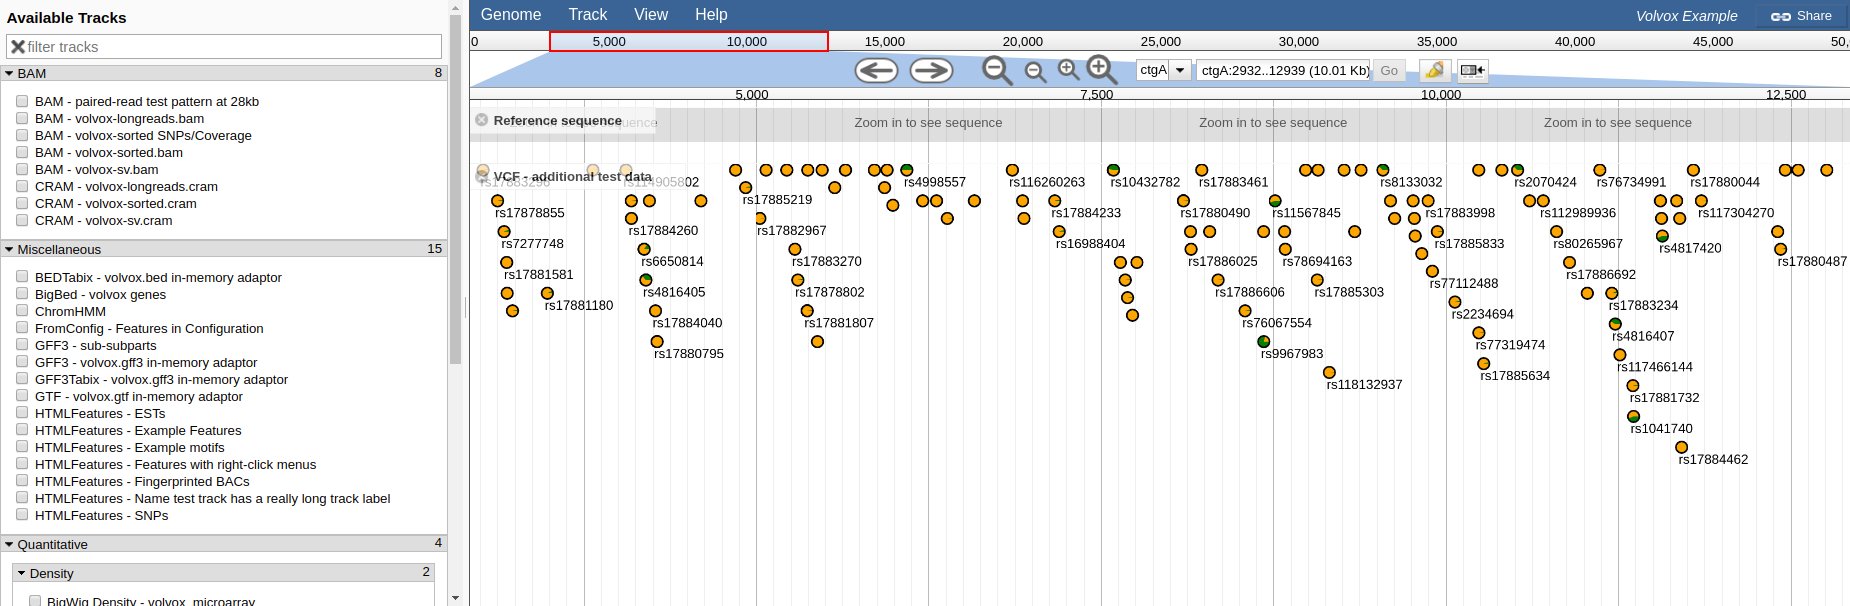 Available Tracks
filter tracks
BAM 8
BAM - paired-read test pattern at 28kb
BAM - volvox-longreads.bam
BAM - volvox-sorted SNPs/Coverage
BAM - volvox-sorted.bam
BAM - volvox-sv.bam
CRAM - volvox-longreads.cram
CRAM - volvox-sorted.cram
CRAM - volvox-sv.cram
Miscellaneous 15
BEDTabix - volvox.bed in-memory adaptor
BigBed - volvox genes
ChromHMM
FromConfig - Features in Configuration
GFF3 - sub-subparts
GFF3 - volvox.gff3 in-memory adaptor
GFF3Tabix - volvox.gff3 in-memory adaptor
GTF - volvox.gtf in-memory adaptor
HTMLFeatures - ESTs
HTMLFeatures - Example Features
HTMLFeatures - Example motifs
HTMLFeatures - Features with right-click menus
HTMLFeatures - Fingerprinted BACs
HTMLFeatures - Name test track has a really long track label
HTMLFeatures - SNPs
Quantitative 4
Density 2
BigWig Density - volvox_microarray
Genome Track View Help Volvox Example Share
0 5,000 10,000 15,000 20,000 25,000 30,000 35,000 40,000 45,000 50,
ctgA ctgA:2932..12939 (10.01 Kb) Go
5,000 7,500 10,000 12,500
Reference sequence Zoom in to see sequence Zoom in to see sequence Zoom in to see sequence
VCF - additional test data
rs17883296 rs114905802 rs4998557 rs116260263 rs10432782 rs17883461 rs8133032 rs2070424 rs76734991 rs17880044
rs17885219
rs17878855 rs17884233 rs17880490 rs11567845 rs17883998 rs112989936 rs117304270
rs17884260 rs17882967
rs7277748 rs16988404 rs17885833 rs80265967 rs4817420
rs6650814 rs17883270 rs17886025 rs78694163 rs17880487
rs17881581 rs17886692
rs77112488
rs4816405 rs17878802 rs17886606 rs17885303
rs17881180 rs17883234
rs2234694
rs17884040 rs17881807 rs76067554
rs4816407
rs77319474
rs17880795 rs9967983
rs117466144
rs17885634
rs118132937
rs17881732
rs1041740
rs17884462